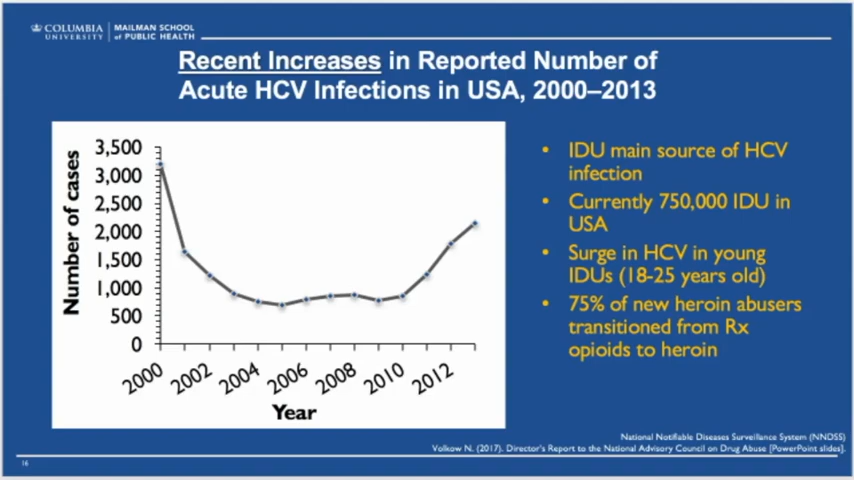 COLUMBIA UNIVERSITY
MAILMAN SCHOOL of PUBLIC HEALTH
Recent Increases in Reported Number of
Acute HCV Infections in USA, 2000–2013
Number of cases
3,500
3,000
2,500
2,000
1,500
1,000
500
0
2000 2002 2004 2006 2008 2010 2012
Year
• IDU main source of HCV
infection
• Currently 750,000 IDU in
USA
• Surge in HCV in young
IDUs (18-25 years old)
• 75% of new heroin abusers
transitioned from Rx
opioids to heroin
National Notifiable Diseases Surveillance System (NNDSS)
Volkow N. (2017). Director's Report to the National Advisory Council on Drug Abuse [PowerPoint slides].
16